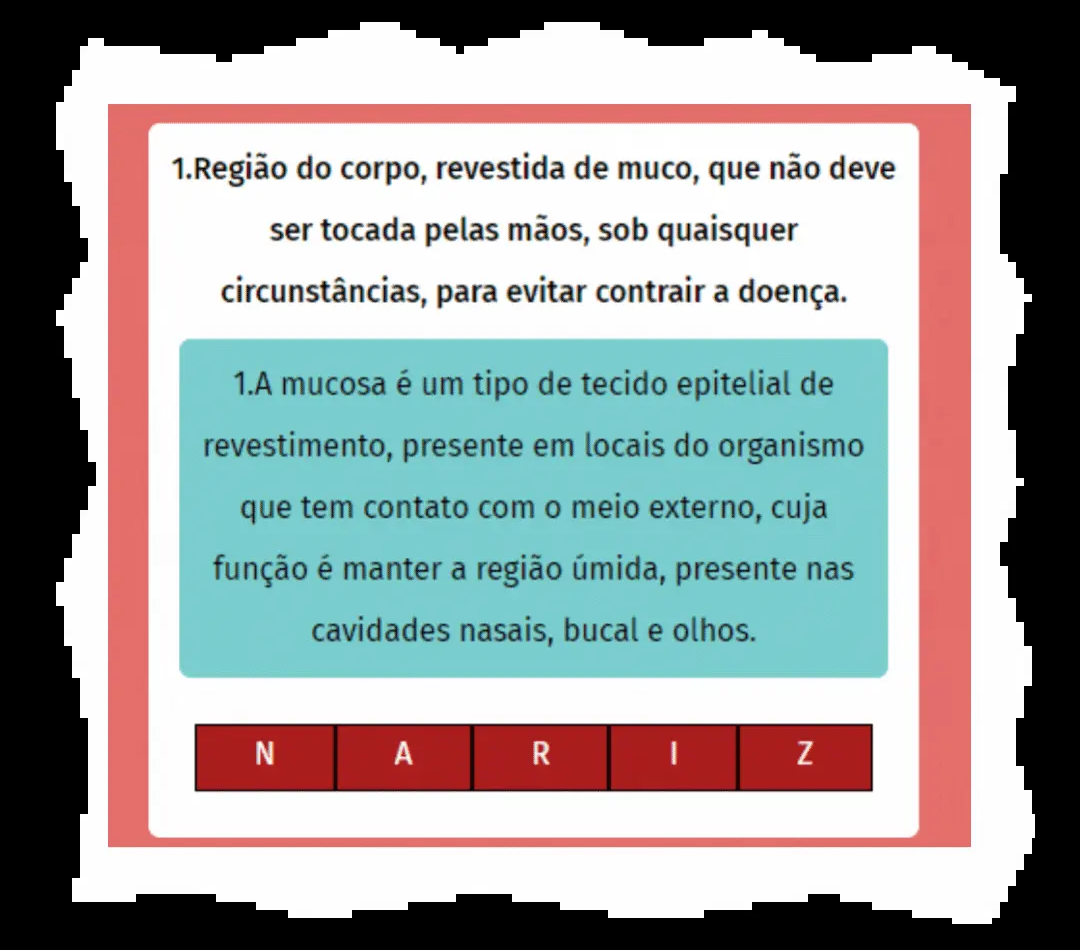 1.Região do corpo, revestida de muco, que não deve
ser tocada pelas mãos, sob quaisquer
circunstâncias, para evitar contrair a doença.
1.A mucosa é um tipo de tecido epitelial de
revestimento, presente em locais do organismo
que tem contato com o meio externo, cuja
função é manter a região úmida, presente nas
cavidades nasais, bucal e olhos.
N A R I Z